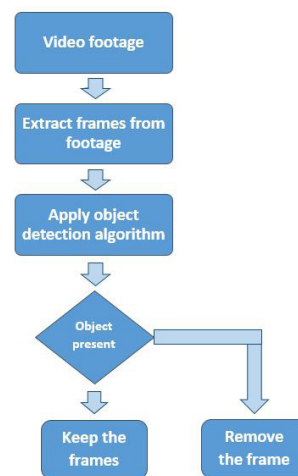 Video footage
Extract frames from
footage
Apply object
detection algorithm
Object
present
Keep the
frames
Remove
the frame